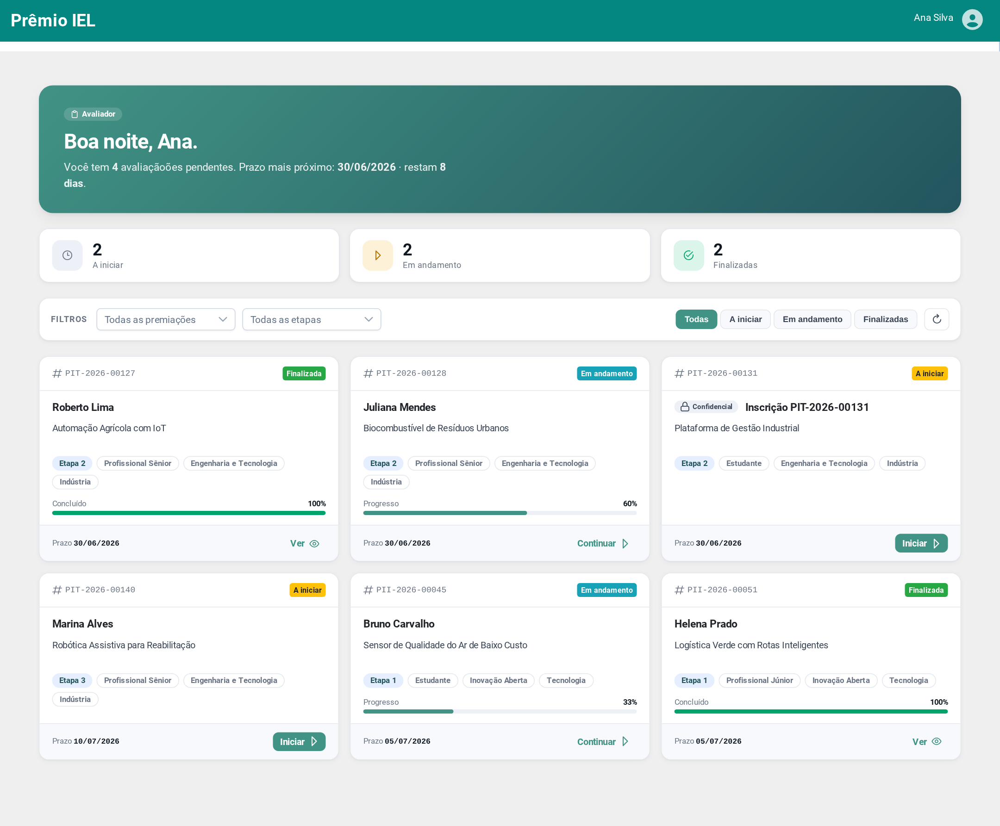 Prêmio IEL
Ana Silva
Avaliador
Boa noite, Ana.
Você tem 4 avaliaçãoões pendentes. Prazo mais próximo: 30/06/2026 · restam 8
dias.
2
A iniciar
2
Em andamento
2
Finalizadas
FILTROS
Todas as premiações
Todas as etapas
Todas
A iniciar
Em andamento
Finalizadas
# PIT-2026-00127
Finalizada
Roberto Lima
Automação Agrícola com IoT
Etapa 2 Profissional Sênior Engenharia e Tecnologia
Indústria
Concluído 100%
Prazo 30/06/2026 Ver
# PIT-2026-00128
Em andamento
Juliana Mendes
Biocombustível de Resíduos Urbanos
Etapa 2 Profissional Sênior Engenharia e Tecnologia
Indústria
Progresso 60%
Prazo 30/06/2026 Continuar
# PIT-2026-00131
A iniciar
Confidencial Inscrição PIT-2026-00131
Plataforma de Gestão Industrial
Etapa 2 Estudante Engenharia e Tecnologia Indústria
Prazo 30/06/2026 Iniciar
# PIT-2026-00140
A iniciar
Marina Alves
Robótica Assistiva para Reabilitação
Etapa 3 Profissional Sênior Engenharia e Tecnologia
Indústria
Prazo 10/07/2026 Iniciar
# PII-2026-00045
Em andamento
Bruno Carvalho
Sensor de Qualidade do Ar de Baixo Custo
Etapa 1 Estudante Inovação Aberta Tecnologia
Progresso 33%
Prazo 05/07/2026 Continuar
# PII-2026-00051
Finalizada
Helena Prado
Logística Verde com Rotas Inteligentes
Etapa 1 Profissional Júnior Inovação Aberta Tecnologia
Concluído 100%
Prazo 05/07/2026 Ver